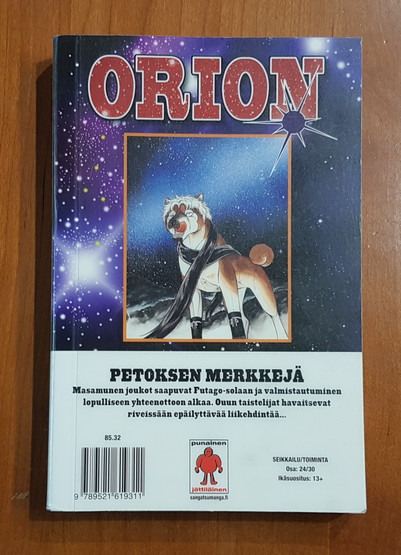 ORION
PETOKSEN MERKKEJÄ
Masamunen joukot saapuvat Futago-solaan ja valmistautuminen
lopulliseen yhteenottoon alkaa. Ouun taistelijat havaitsevat
riveissään epäilyttävää liikehdintää...
85.32
9 789521 619311
punainen
jättiläinen
sangatsumanga.fi
SEIKKAILU/TOIMINTA
Osa: 24/30
Ikäsuositus: 13+